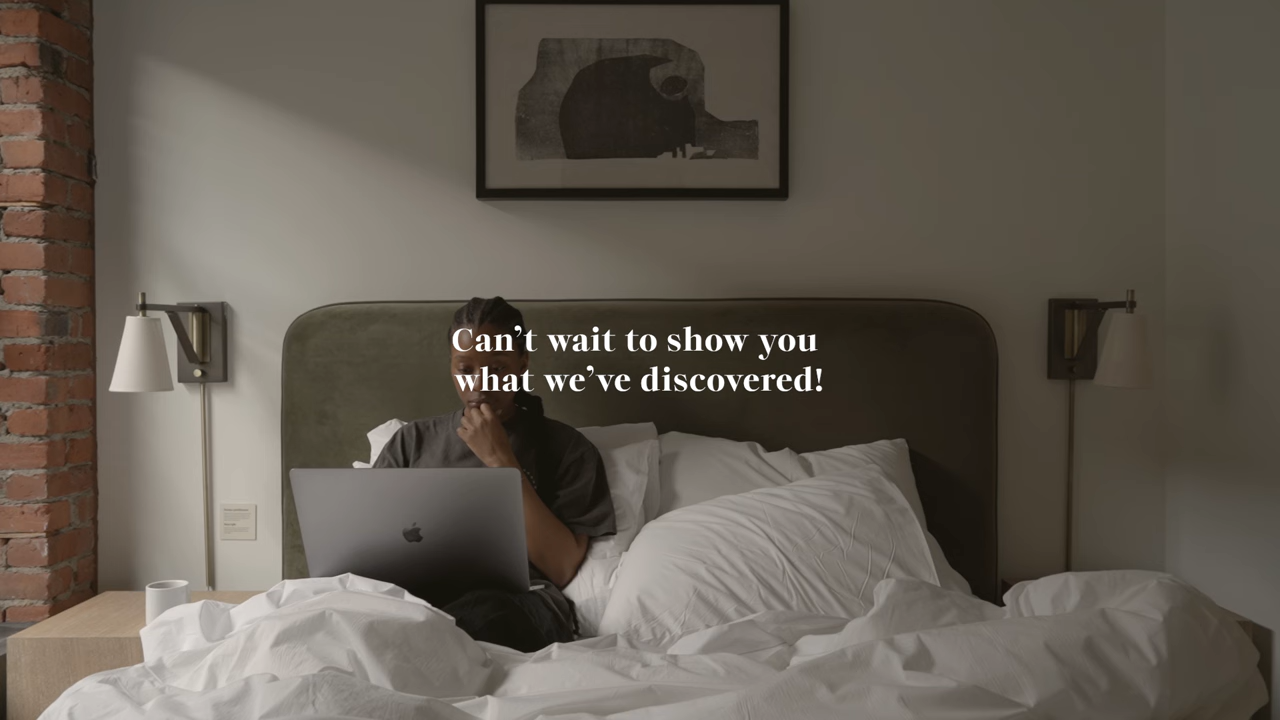 Can’t wait to show you
what we’ve discovered!